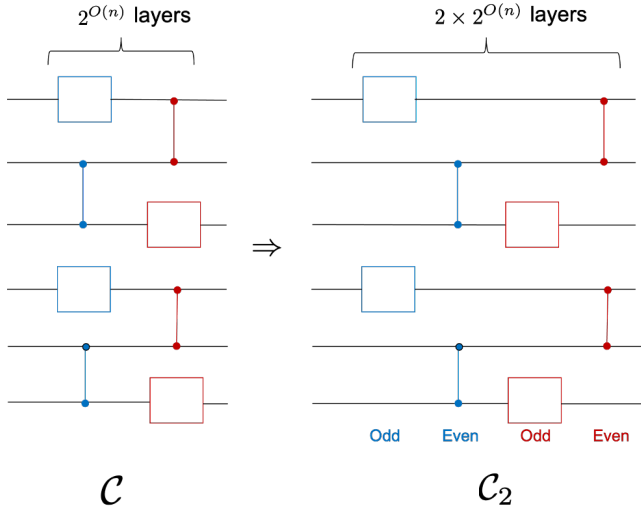 2^{O(n)} layers
2 × 2^{O(n)} layers
⇒
Odd Even Odd Even
𝒞
𝒞₂